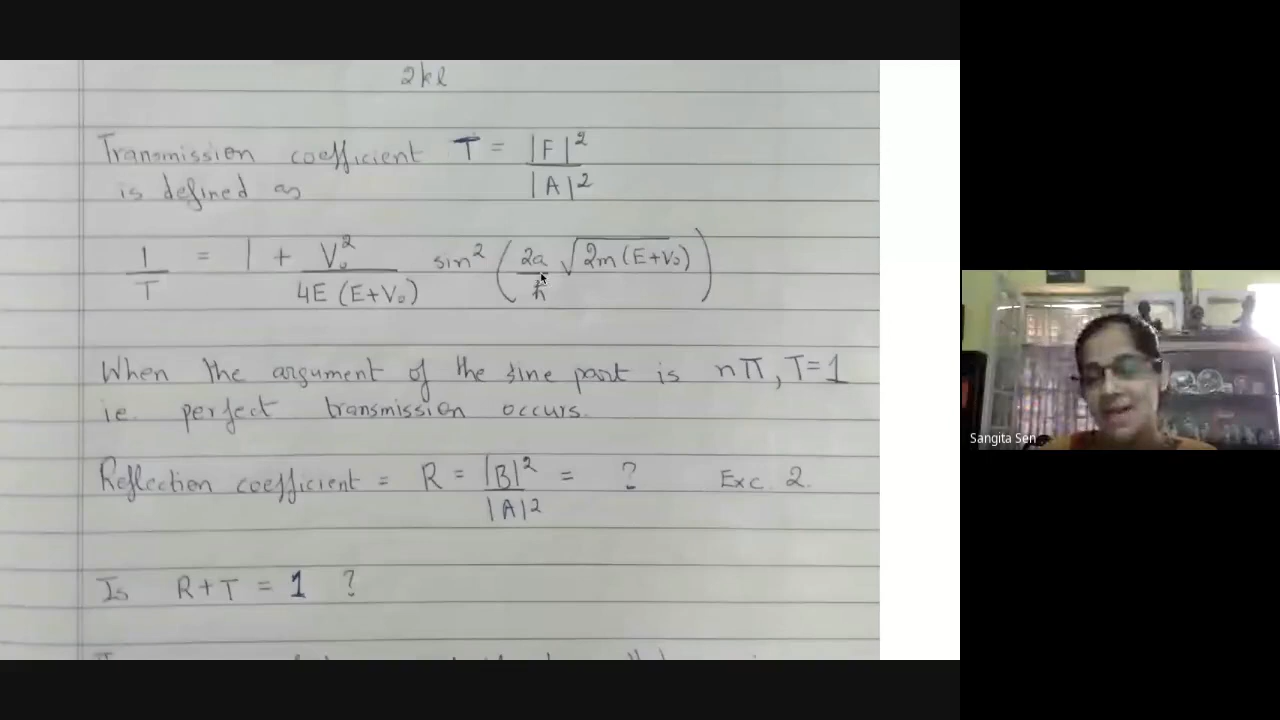 2kl
Transmission coefficient T = |F|²
is defined as |A|²
1/T = 1 + V₀²/4E(E+V₀) sin² (2a/ħ √2m(E+V₀))
When the argument of the sine part is nπ, T=1
ie. perfect transmission occurs.
Reflection coefficient = R = |B|²/|A|² = ? Exc. 2.
Is R+T = 1 ?
Sangita Sen